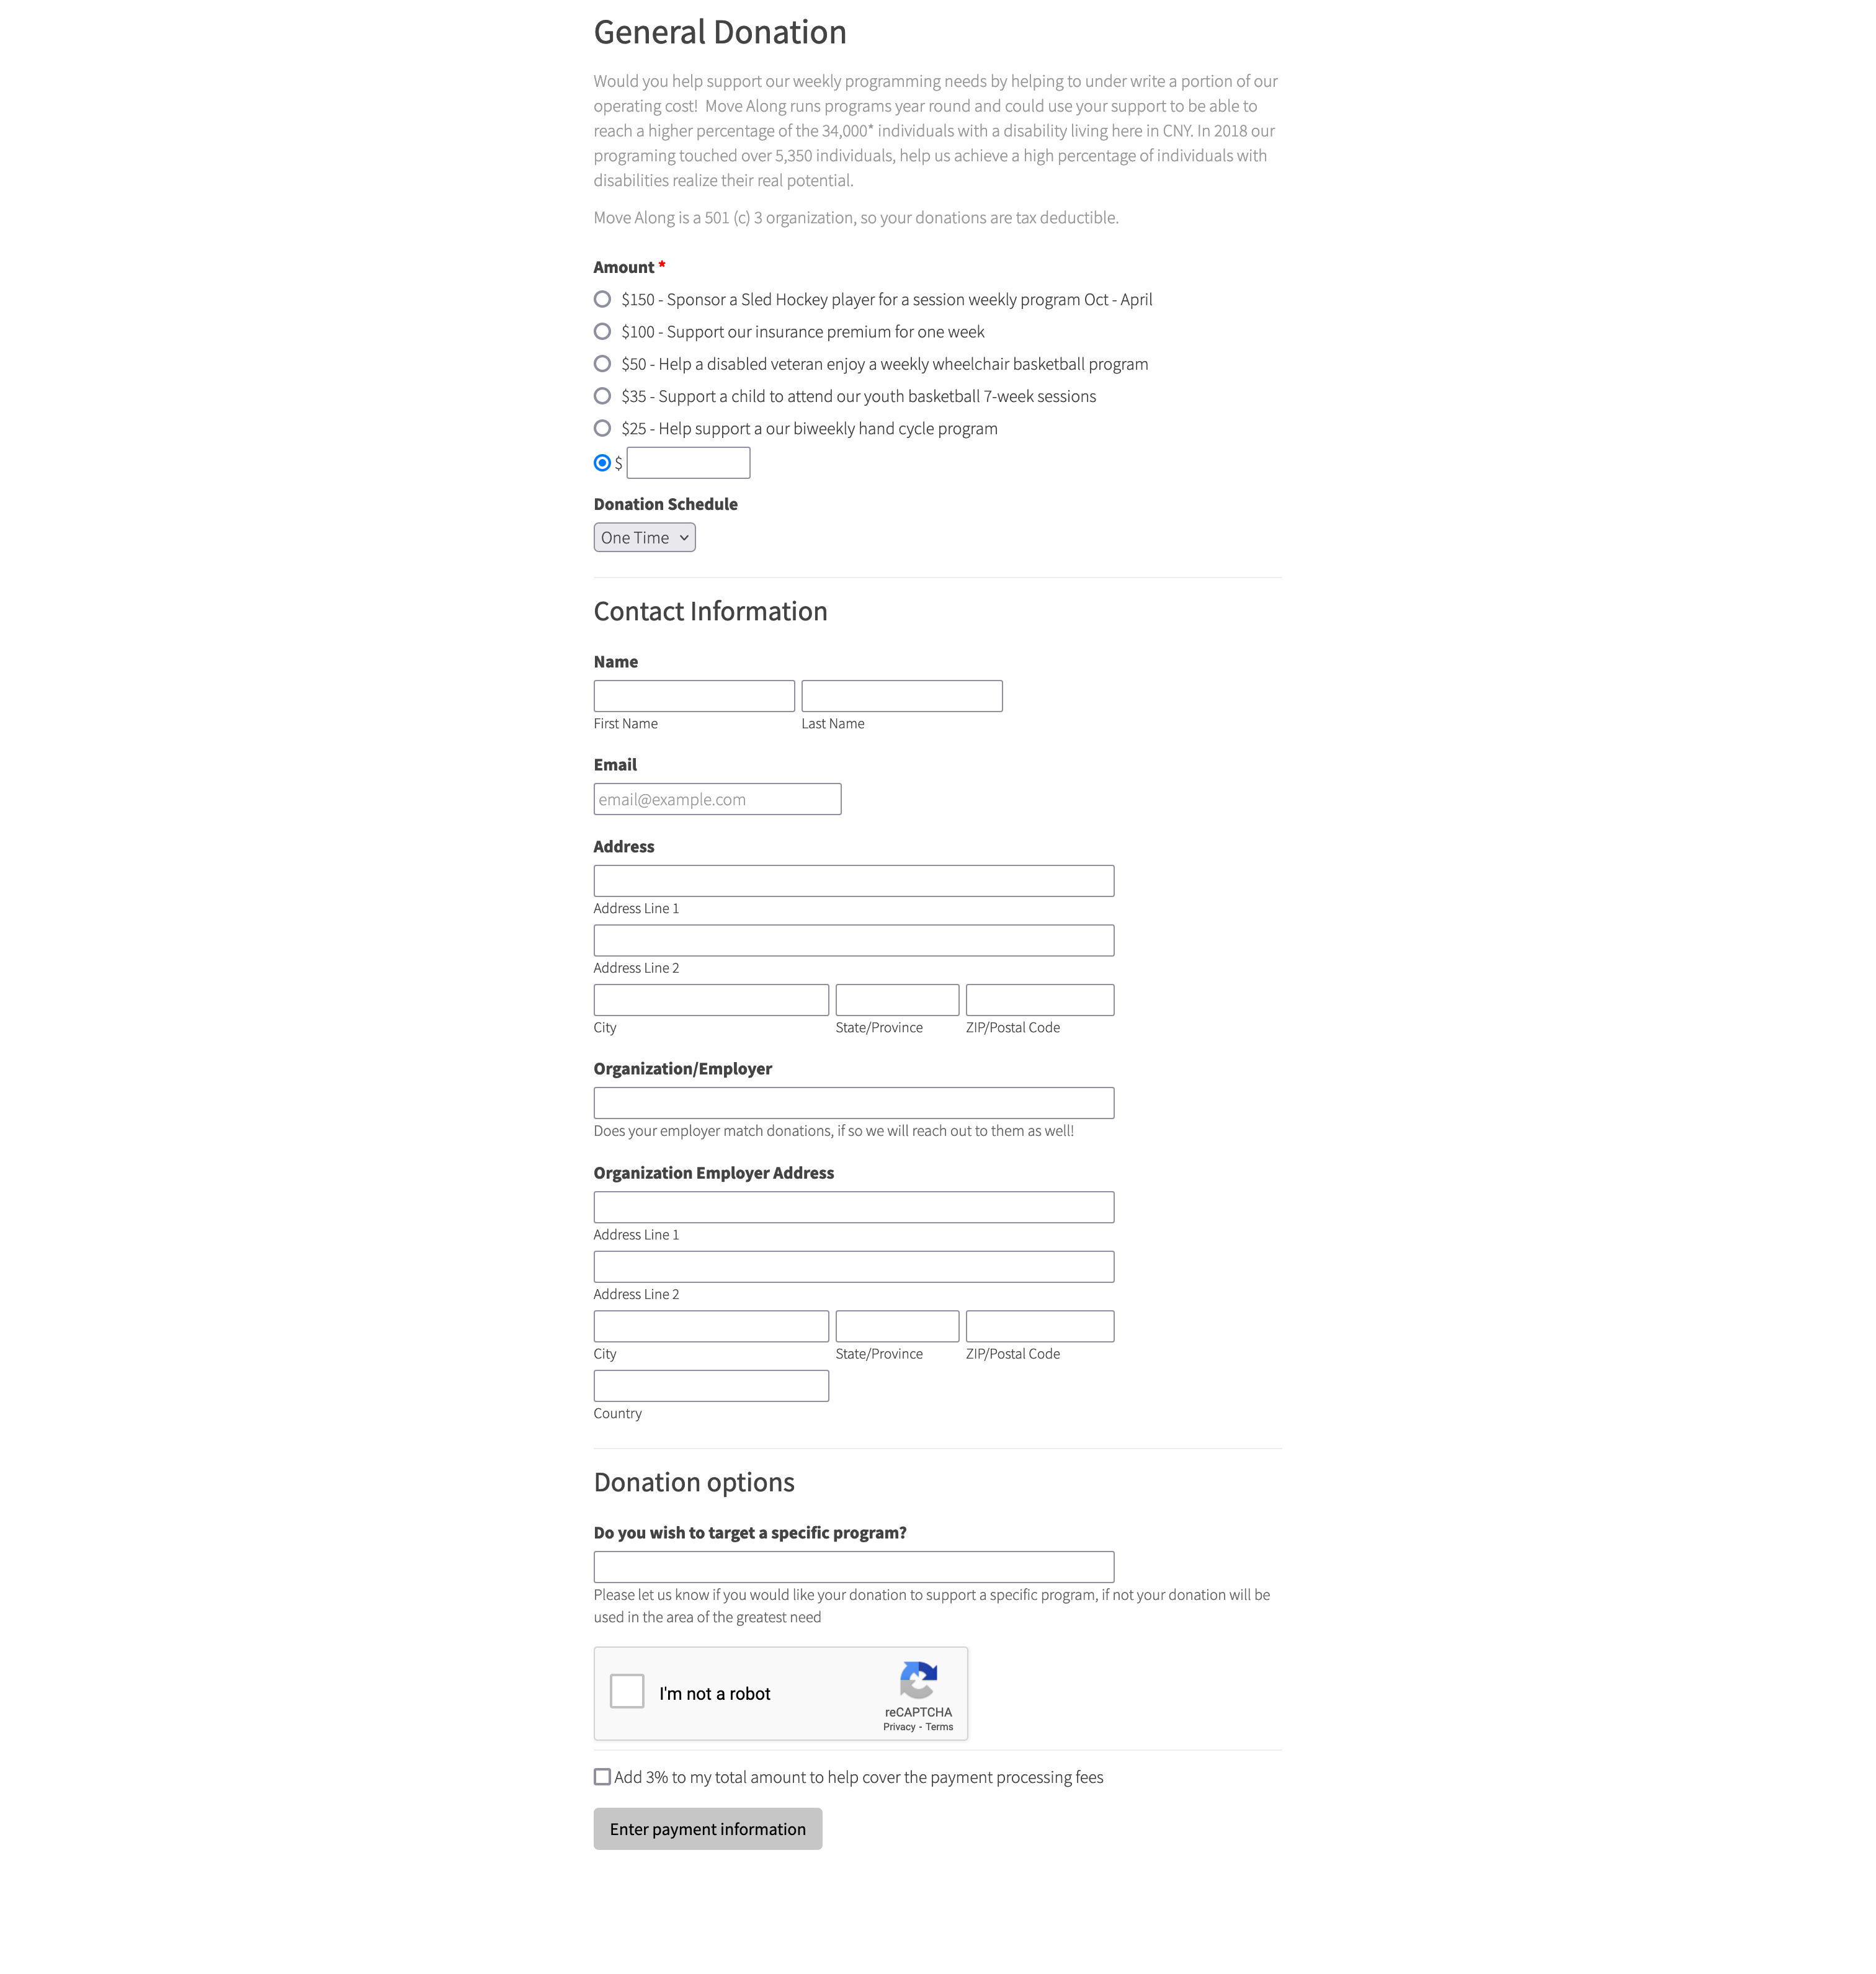 General Donation
Would you help support our weekly programming needs by helping to under write a portion of our
operating cost!  Move Along runs programs year round and could use your support to be able to
reach a higher percentage of the 34,000* individuals with a disability living here in CNY. In 2018 our
programing touched over 5,350 individuals, help us achieve a high percentage of individuals with
disabilities realize their real potential.
Move Along is a 501 (c) 3 organization, so your donations are tax deductible.
Amount *
$150 - Sponsor a Sled Hockey player for a session weekly program Oct - April
$100 - Support our insurance premium for one week
$50 - Help a disabled veteran enjoy a weekly wheelchair basketball program
$35 - Support a child to attend our youth basketball 7-week sessions
$25 - Help support a our biweekly hand cycle program
$
Donation Schedule
One Time
Contact Information
Name
First Name Last Name
Email
email@example.com
Address
Address Line 1
Address Line 2
City State/Province ZIP/Postal Code
Organization/Employer
Does your employer match donations, if so we will reach out to them as well!
Organization Employer Address
Address Line 1
Address Line 2
City State/Province ZIP/Postal Code
Country
Donation options
Do you wish to target a specific program?
Please let us know if you would like your donation to support a specific program, if not your donation will be
used in the area of the greatest need
I'm not a robot
reCAPTCHA
Privacy - Terms
Add 3% to my total amount to help cover the payment processing fees
Enter payment information